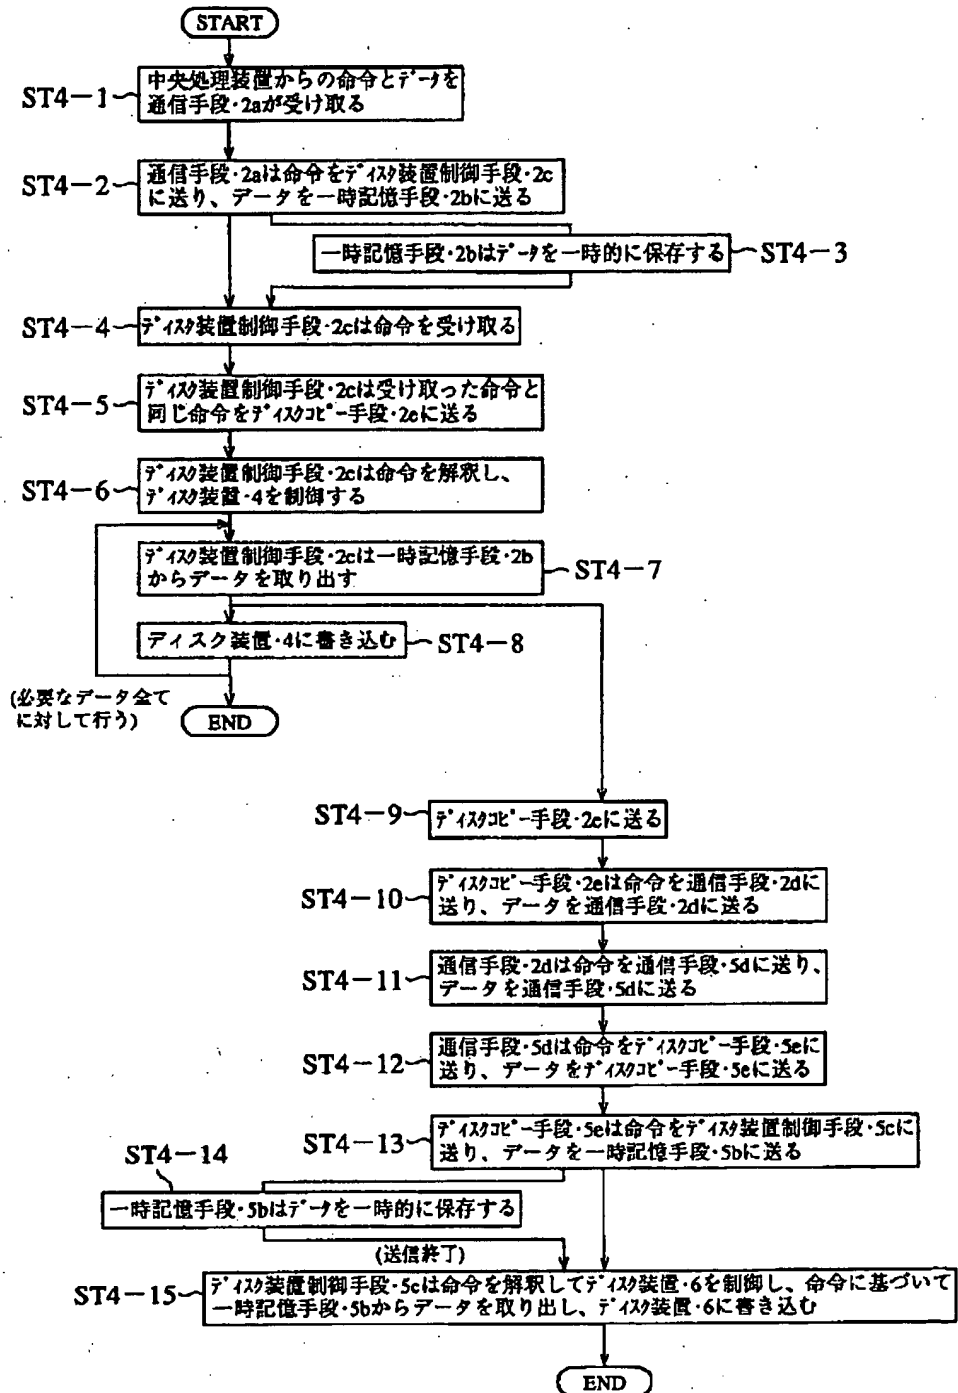 START
ST4-1
中央処理装置からの命令とﾃﾞｰﾀを
通信手段・2aが受け取る
ST4-2
通信手段・2aは命令をﾃﾞｨｽｸ装置制御手段・2c
に送り、データを一時記憶手段・2bに送る
一時記憶手段・2bはﾃﾞｰﾀを一時的に保存する
ST4-3
ST4-4
ﾃﾞｨｽｸ装置制御手段・2cは命令を受け取る
ST4-5
ﾃﾞｨｽｸ装置制御手段・2cは受け取った命令と
同じ命令をﾃﾞｨｽｸｺﾋﾟｰ手段・2eに送る
ST4-6
ﾃﾞｨｽｸ装置制御手段・2cは命令を解釈し、
ﾃﾞｨｽｸ装置・4を制御する
ﾃﾞｨｽｸ装置制御手段・2cは一時記憶手段・2b
からデータを取り出す
ST4-7
ディスク装置・4に書き込む
ST4-8
(必要なデータ全て
に対して行う)
END
ST4-9
ﾃﾞｨｽｸｺﾋﾟｰ手段・2eに送る
ST4-10
ﾃﾞｨｽｸｺﾋﾟｰ手段・2eは命令を通信手段・2dに
送り、データを通信手段・2dに送る
ST4-11
通信手段・2dは命令を通信手段・5dに送り、
データを通信手段・5dに送る
ST4-12
通信手段・5dは命令をﾃﾞｨｽｸｺﾋﾟｰ手段・5eに
送り、データをﾃﾞｨｽｸｺﾋﾟｰ手段・5eに送る
ST4-13
ﾃﾞｨｽｸｺﾋﾟｰ手段・5eは命令をﾃﾞｨｽｸ装置制御手段・5cに
送り、データを一時記憶手段・5bに送る
ST4-14
一時記憶手段・5bはﾃﾞｰﾀを一時的に保存する
(送信終了)
ST4-15
ﾃﾞｨｽｸ装置制御手段・5cは命令を解釈してﾃﾞｨｽｸ装置・6を制御し、命令に基づいて
一時記憶手段・5bからデータを取り出し、ﾃﾞｨｽｸ装置・6に書き込む
END